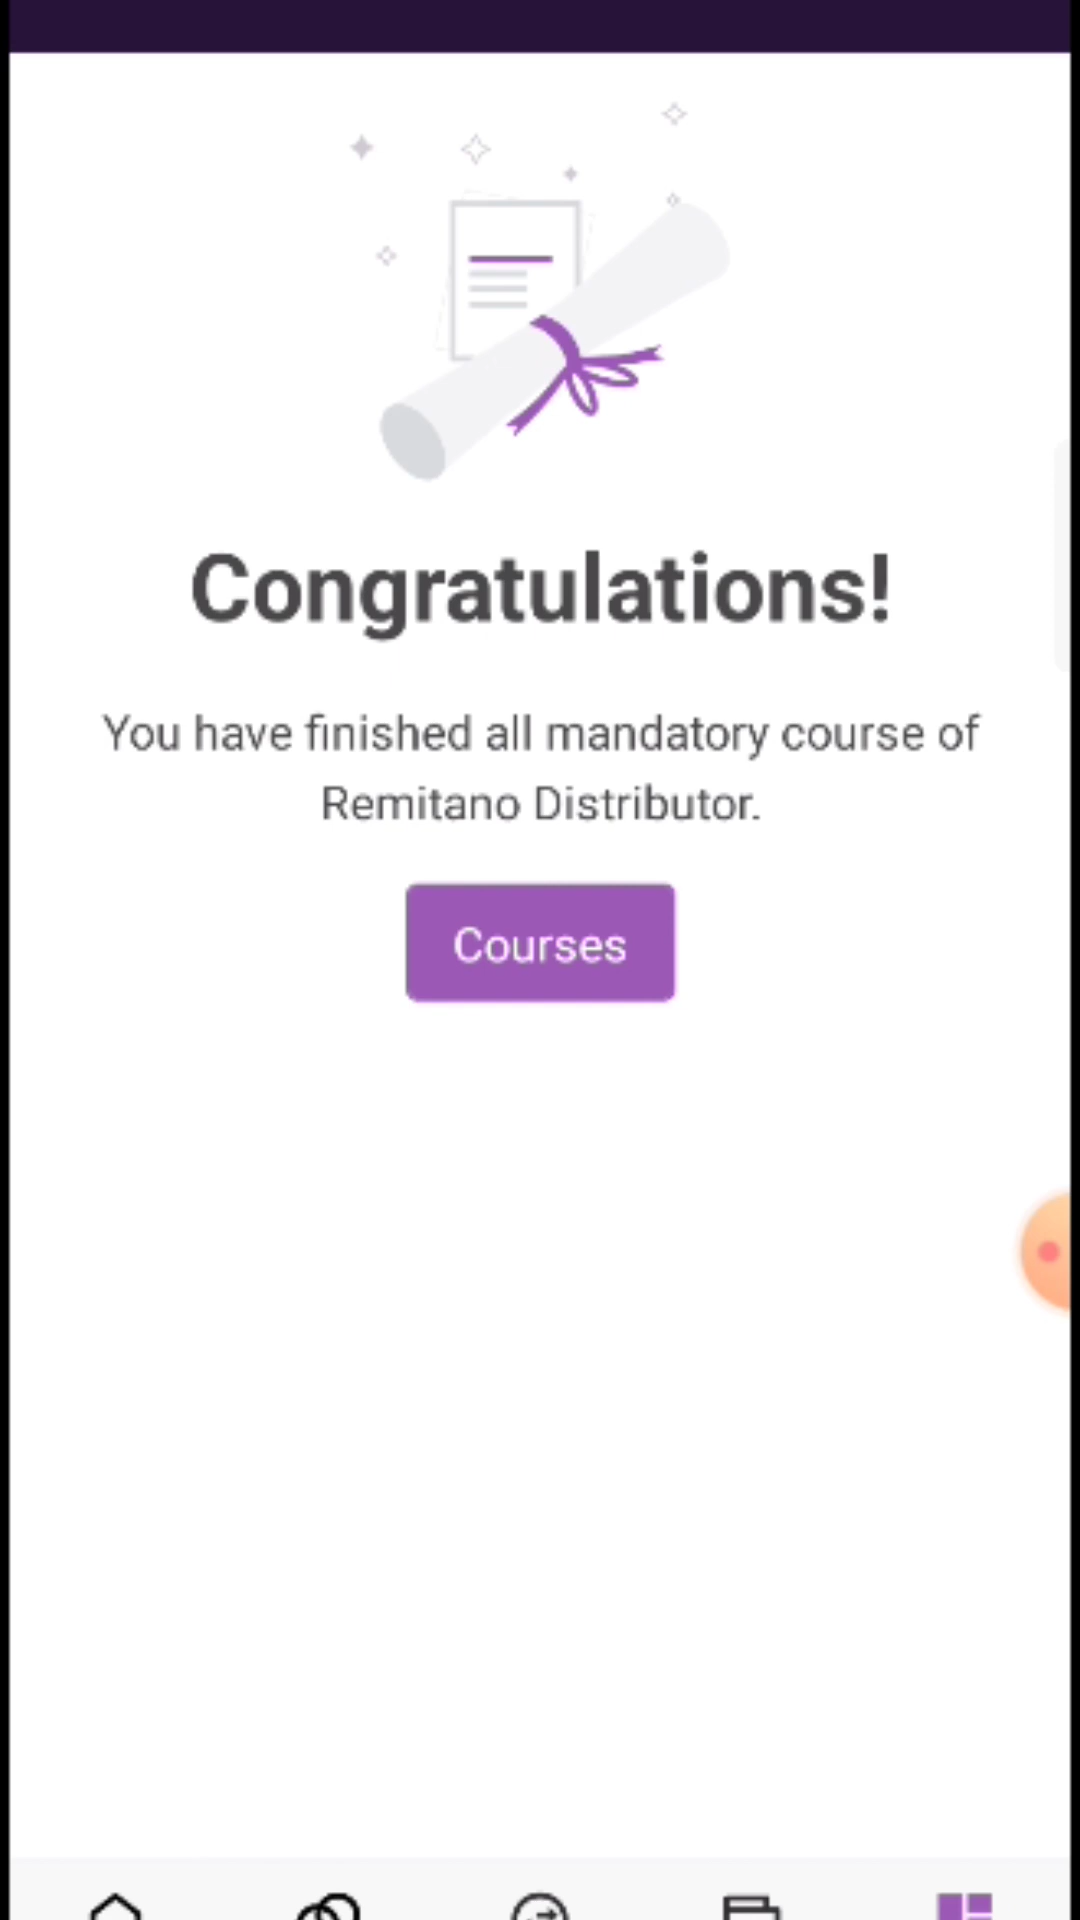 Congratulations!
You have finished all mandatory course of
Remitano Distributor.
Courses